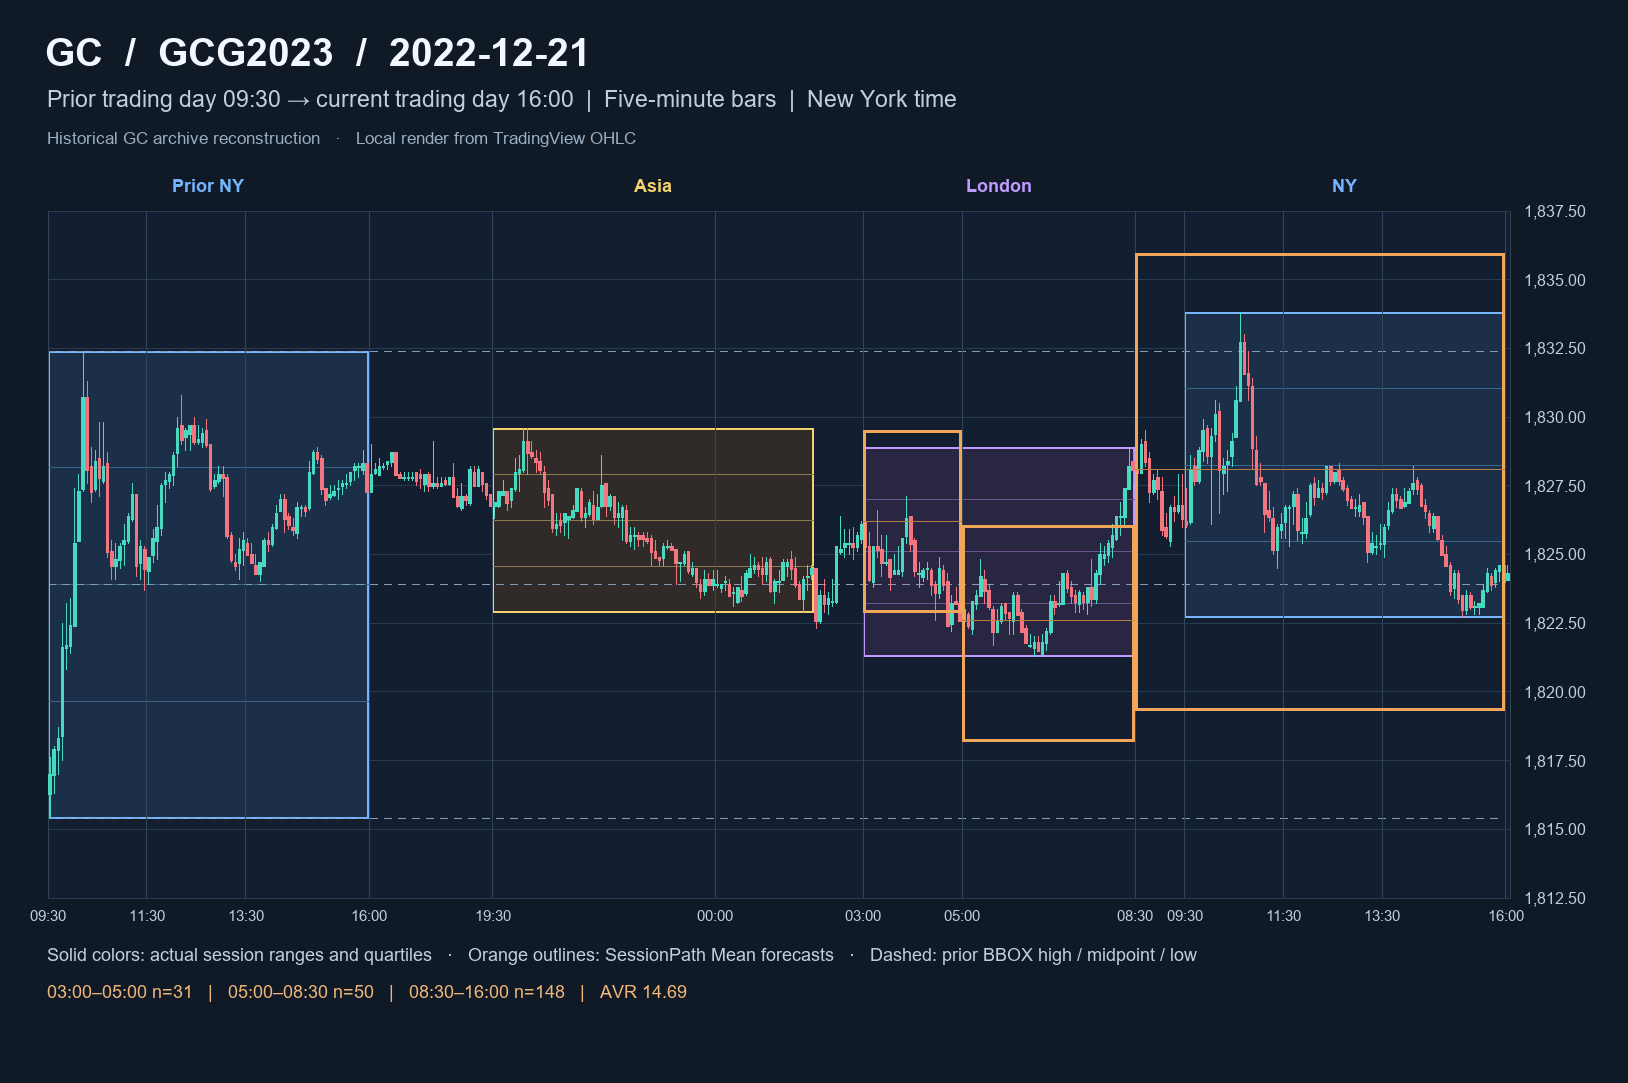 GC / GCG2023 / 2022-12-21
Prior trading day 09:30 → current trading day 16:00 | Five-minute bars | New York time
Historical GC archive reconstruction · Local render from TradingView OHLC
Prior NY Asia London NY
1,837.50
1,835.00
1,832.50
1,830.00
1,827.50
1,825.00
1,822.50
1,820.00
1,817.50
1,815.00
1,812.50
09:30 11:30 13:30 16:00 19:30 00:00 03:00 05:00 08:30 09:30 11:30 13:30 16:00
Solid colors: actual session ranges and quartiles · Orange outlines: SessionPath Mean forecasts · Dashed: prior BBOX high / midpoint / low
03:00–05:00 n=31 | 05:00–08:30 n=50 | 08:30–16:00 n=148 | AVR 14.69